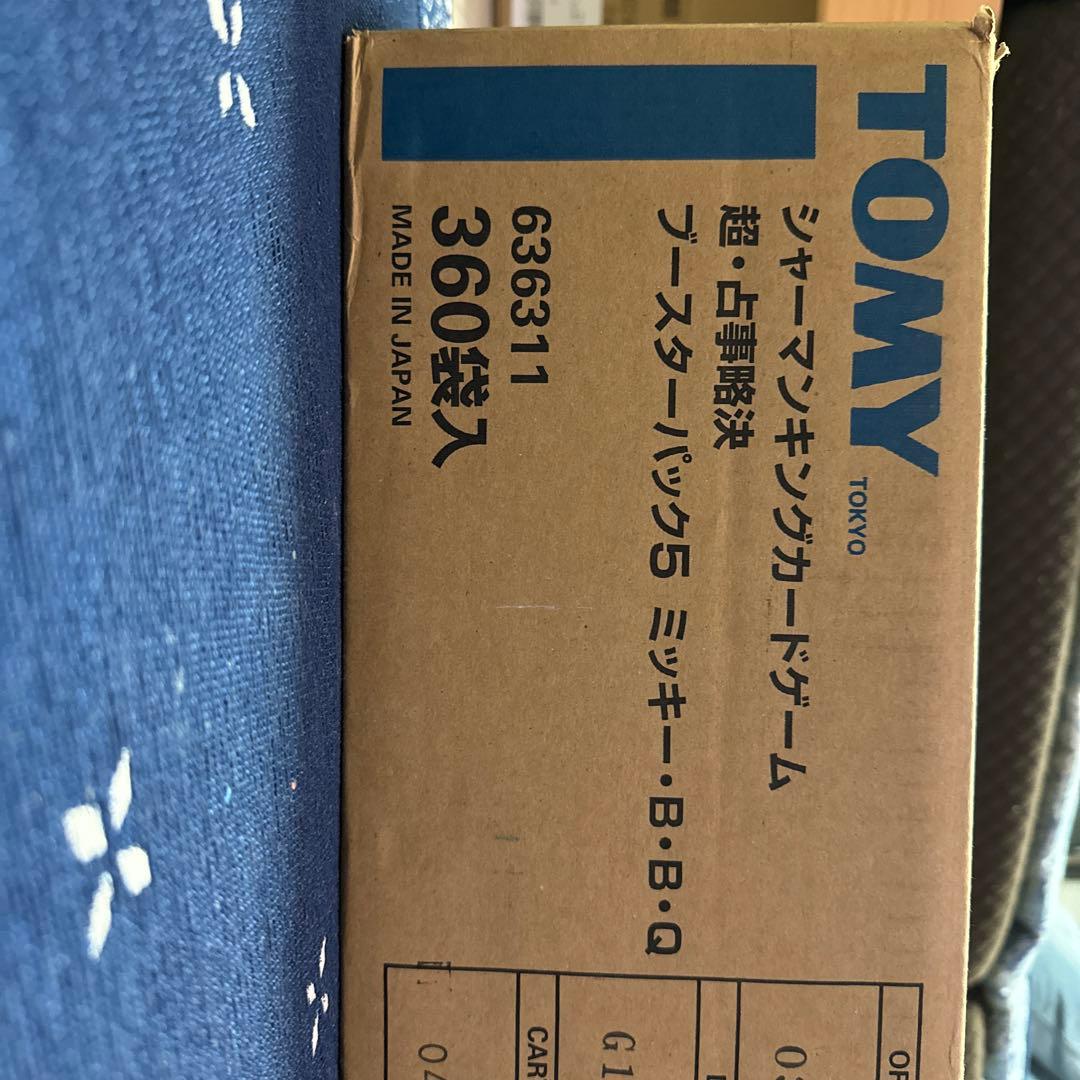 TOMY
TOKYO
シャーマンキングカードゲーム
超・占事略決
ブースターパック5 ミッキー・B・B・Q
636311
360袋入
MADE IN JAPAN